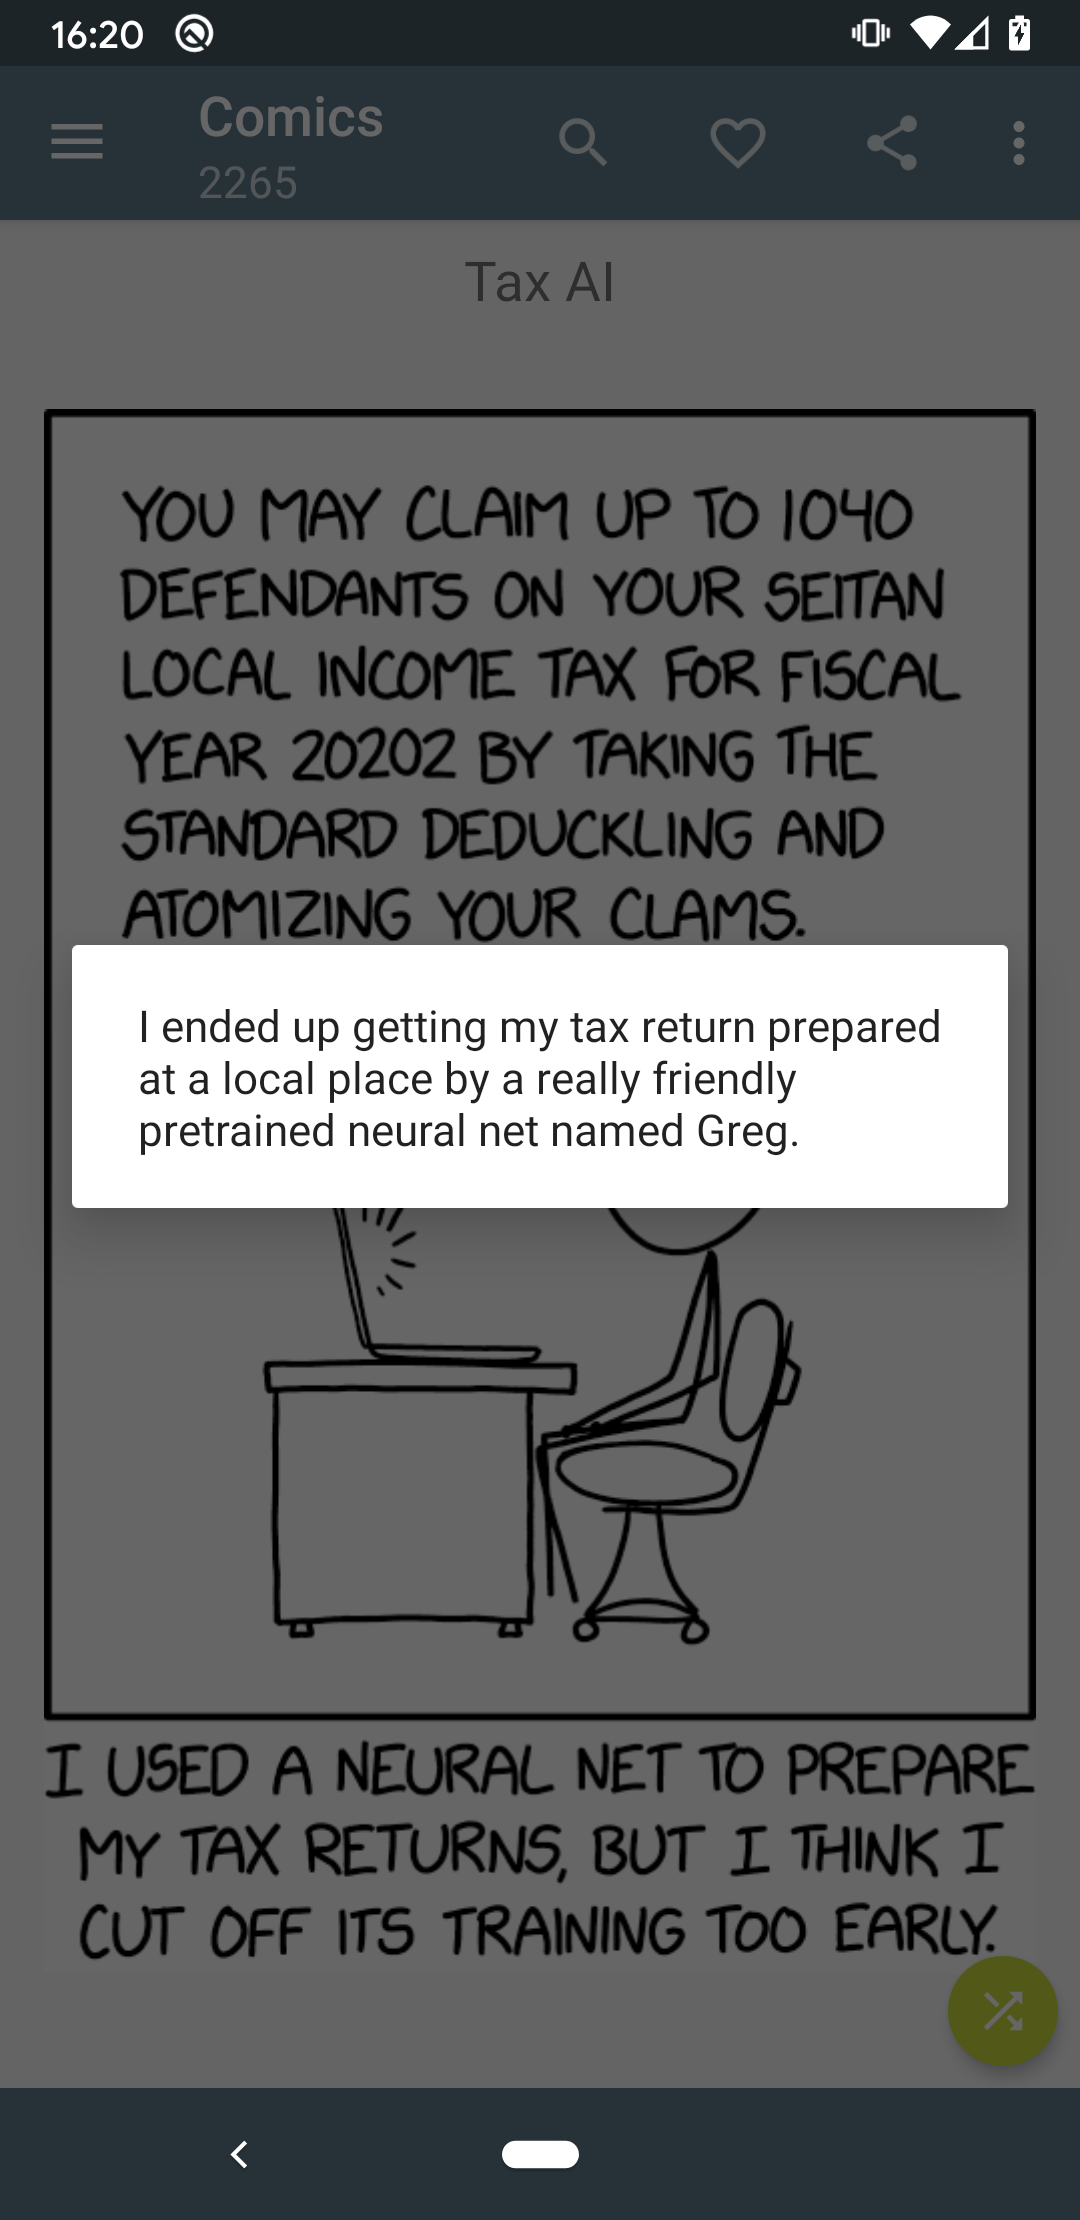 16:20
Comics
2265
Tax AI
YOU MAY CLAIM UP TO 1040
DEFENDANTS ON YOUR SEITAN
LOCAL INCOME TAX FOR FISCAL
YEAR 20202 BY TAKING THE
STANDARD DEDUCKLING AND
ATOMIZING YOUR CLAMS.
I ended up getting my tax return prepared
at a local place by a really friendly
pretrained neural net named Greg.
I USED A NEURAL NET TO PREPARE
MY TAX RETURNS, BUT I THINK I
CUT OFF ITS TRAINING TOO EARLY.